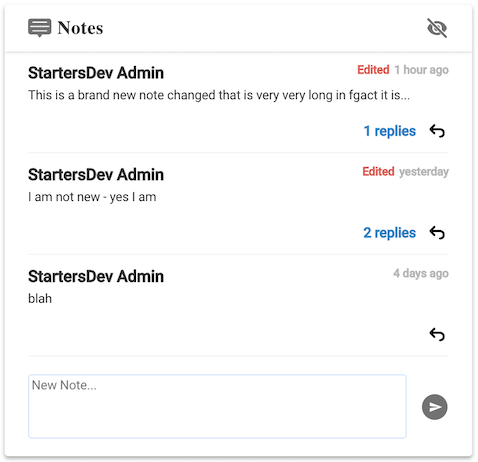 Notes
StartersDev Admin Edited 1 hour ago
This is a brand new note changed that is very very long in fgact it is...
1 replies
StartersDev Admin Edited yesterday
I am not new - yes I am
2 replies
StartersDev Admin 4 days ago
blah
New Note...